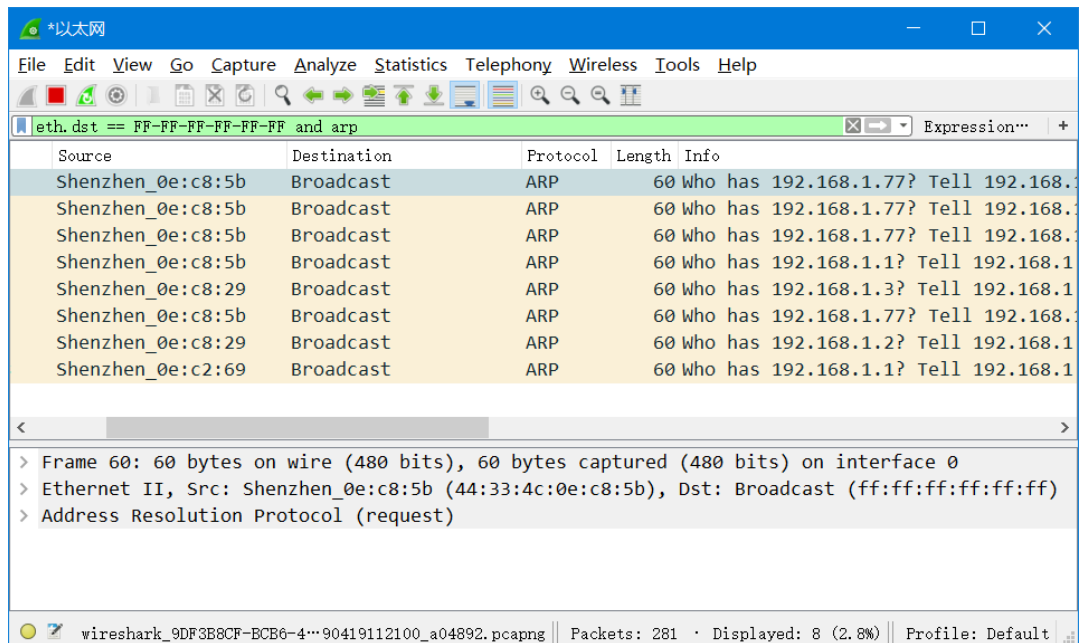 *以太网
File Edit View Go Capture Analyze Statistics Telephony Wireless Tools Help
eth.dst == FF-FF-FF-FF-FF-FF and arp Expression… +
Source Destination Protocol Length Info
Shenzhen_0e:c8:5b Broadcast ARP 60 Who has 192.168.1.77? Tell 192.168.
Shenzhen_0e:c8:5b Broadcast ARP 60 Who has 192.168.1.77? Tell 192.168.
Shenzhen_0e:c8:5b Broadcast ARP 60 Who has 192.168.1.77? Tell 192.168.
Shenzhen_0e:c8:5b Broadcast ARP 60 Who has 192.168.1.1? Tell 192.168.1
Shenzhen_0e:c8:29 Broadcast ARP 60 Who has 192.168.1.3? Tell 192.168.1
Shenzhen_0e:c8:5b Broadcast ARP 60 Who has 192.168.1.77? Tell 192.168.
Shenzhen_0e:c8:29 Broadcast ARP 60 Who has 192.168.1.2? Tell 192.168.1
Shenzhen_0e:c2:69 Broadcast ARP 60 Who has 192.168.1.1? Tell 192.168.1
Frame 60: 60 bytes on wire (480 bits), 60 bytes captured (480 bits) on interface 0
Ethernet II, Src: Shenzhen_0e:c8:5b (44:33:4c:0e:c8:5b), Dst: Broadcast (ff:ff:ff:ff:ff:ff)
Address Resolution Protocol (request)
wireshark_9DF3B8CF-BCB6-4…90419112100_a04892.pcapng Packets: 281 · Displayed: 8 (2.8%) Profile: Default